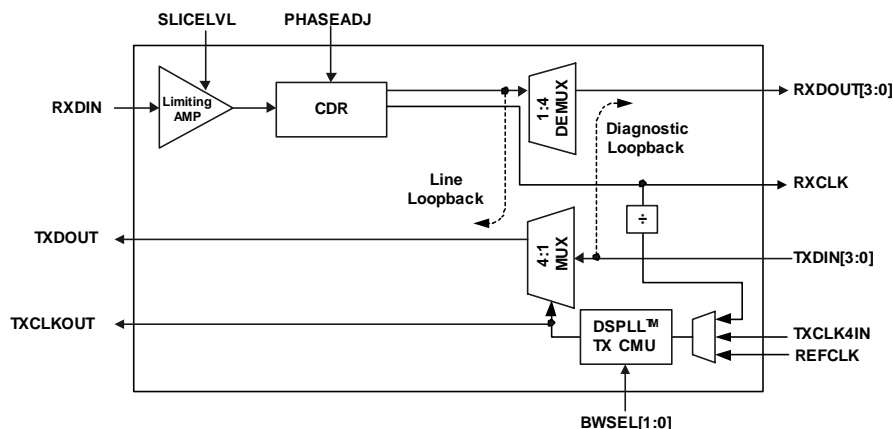 SLICELVL
PHASEADJ
RXDIN
Limiting
AMP
CDR
1:4
DEMUX
RXDOUT[3:0]
Diagnostic
Loopback
Line
Loopback
RXCLK
÷
TXDOUT
4:1
MUX
TXDIN[3:0]
TXCLKOUT
DSPLL™
TX CMU
TXCLK4IN
REFCLK
BWSEL[1:0]